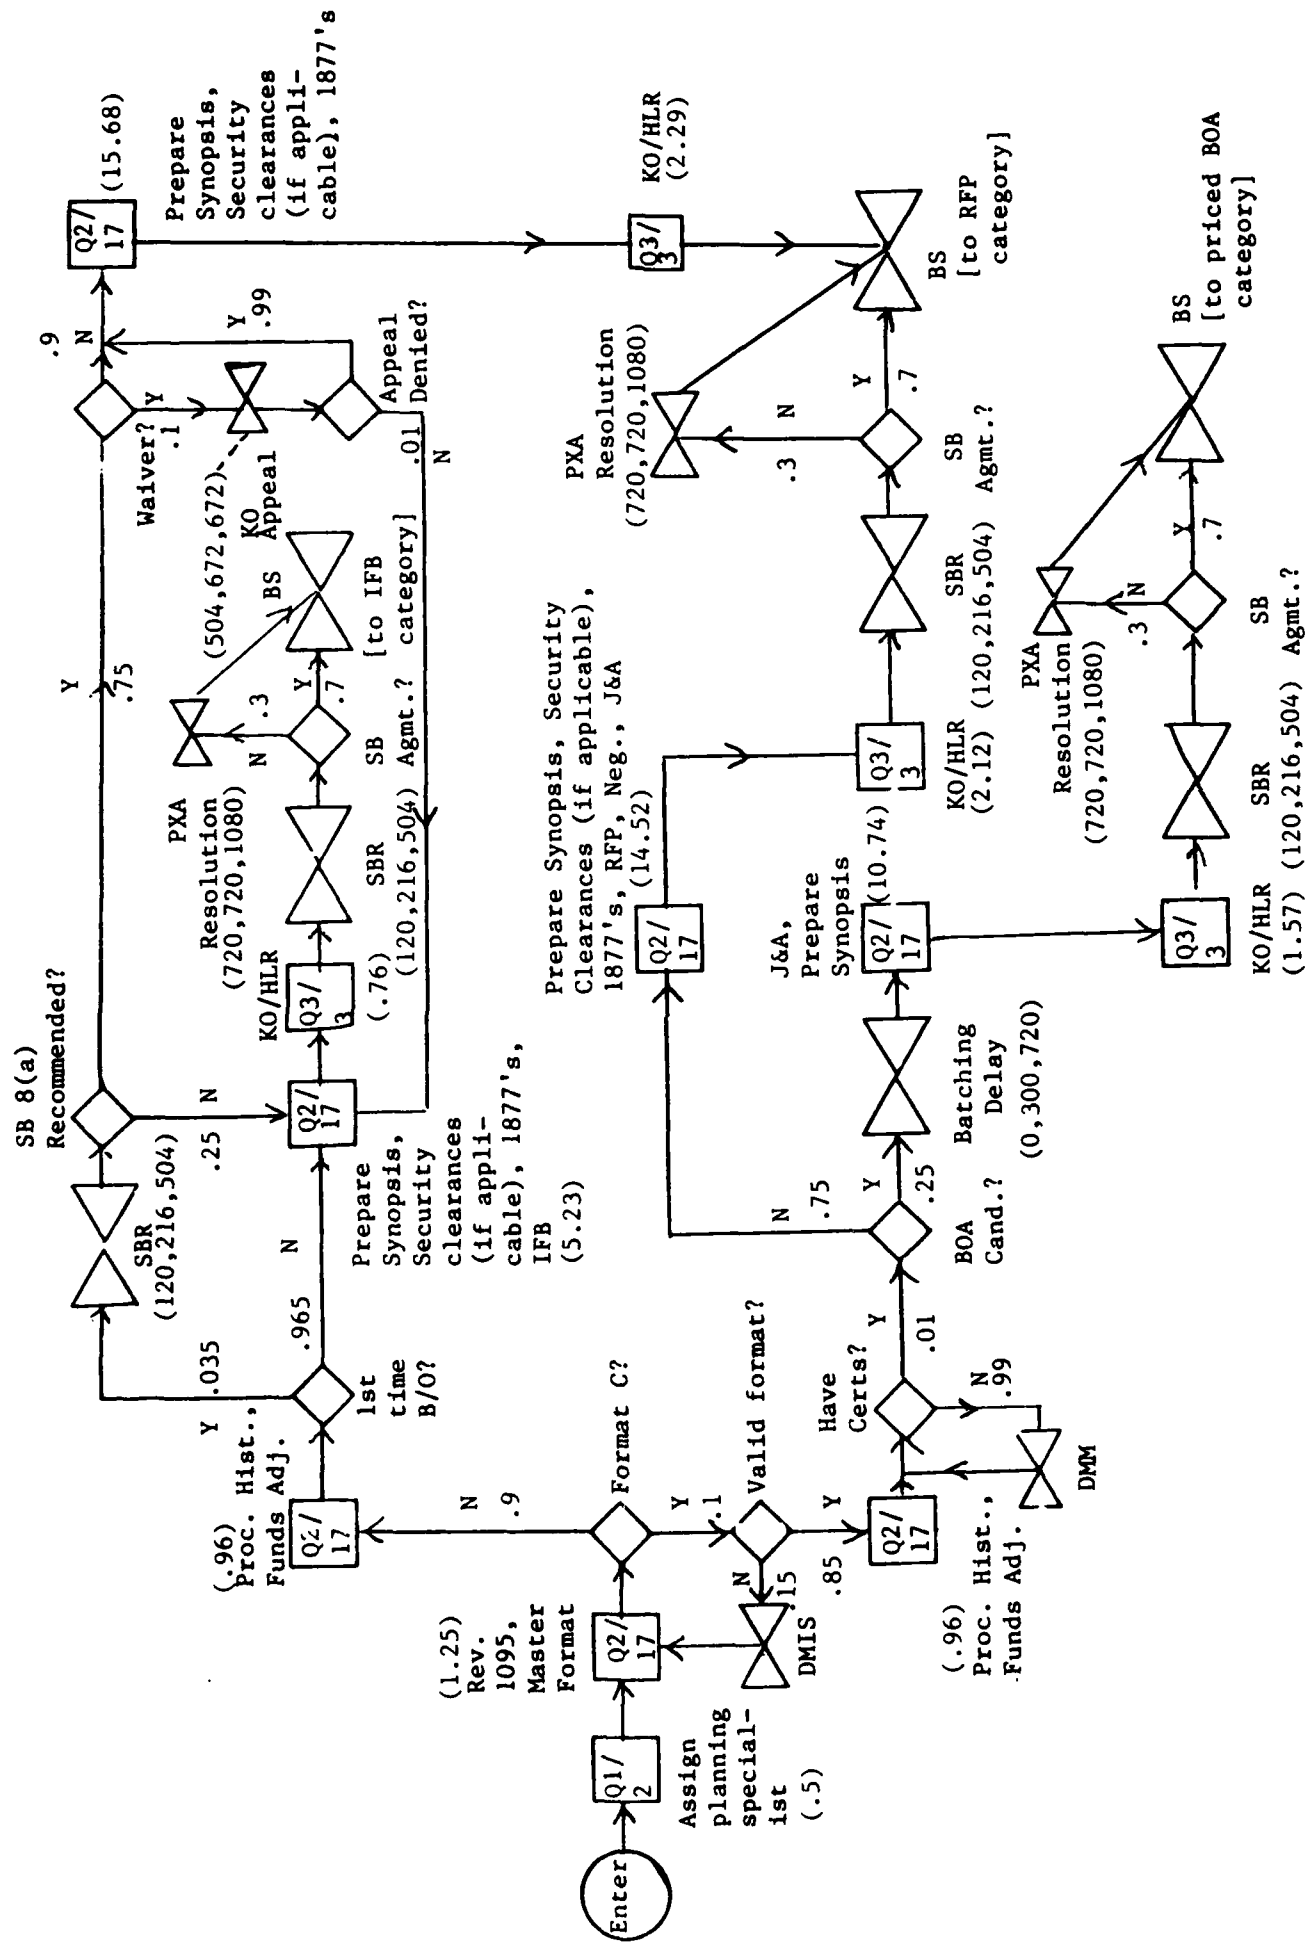 SB 8(a)
Recommended?
SBR
(120,216,504)
Y
.75
N
.25
.9
N
Waiver?
Y
.1
(504,672,672)
KO
Appeal
Y
.99
Appeal
Denied?
.01
N
Q2/
17
(15.68)
Prepare
Synopsis,
Security
clearances
(if appli-
cable), 1877's
(.96)
Proc. Hist.,
Funds Adj.
Q2/
17
Y
.035
1st
time
B/O?
N
.965
Q2/
17
Prepare
Synopsis,
Security
clearances
(if appli-
cable), 1877's,
IFB
(5.23)
KO/HLR
Q3/
3
(.76)
SBR
(120,216,504)
PXA
Resolution
(720,720,1080)
N
.3
Y
.7
SB
Agmt.?
BS
[to IFB
category]
Enter
Q1/
2
Assign
planning
special-
ist
(.5)
(1.25)
Rev.
1095,
Master
Format
Q2/
17
N
.9
Format C?
Y
.1
Valid format?
N
.15
DMIS
Y
.85
Q2/
17
(.96)
Proc. Hist.,
Funds Adj.
Have
Certs?
N
.99
DMM
Y
.01
BOA
Cand.?
N
.75
Y
.25
Prepare Synopsis, Security
Clearances (if applicable),
1877's, RFP, Neg., J&A
(14.52)
Q2/
17
Q3/
3
KO/HLR
(2.12)
SBR
(120,216,504)
PXA
Resolution
(720,720,1080)
N
.3
Y
.7
SB
Agmt.?
Q3/
3
KO/HLR
(2.29)
BS
[to RFP
category]
Batching
Delay
(0,300,720)
J&A,
Prepare
Synopsis
(10.74)
Q2/
17
Q3/
3
KO/HLR
(1.57)
SBR
(120,216,504)
PXA
Resolution
(720,720,1080)
N
.3
Y
.7
SB
Agmt.?
BS
[to priced BOA
category]